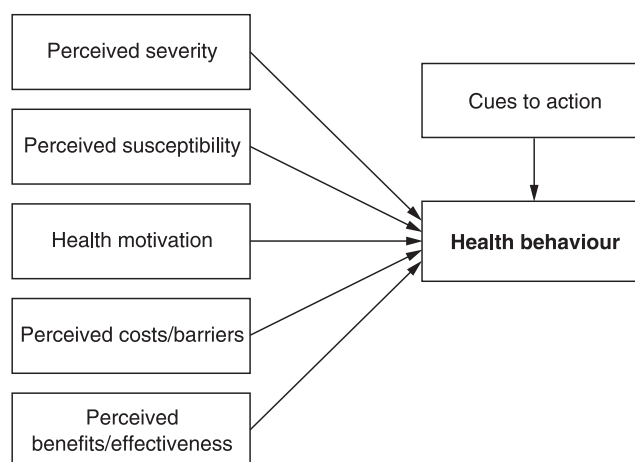 Perceived severity
Perceived susceptibility
Health motivation
Perceived costs/barriers
Perceived
benefits/effectiveness
Cues to action
Health behaviour